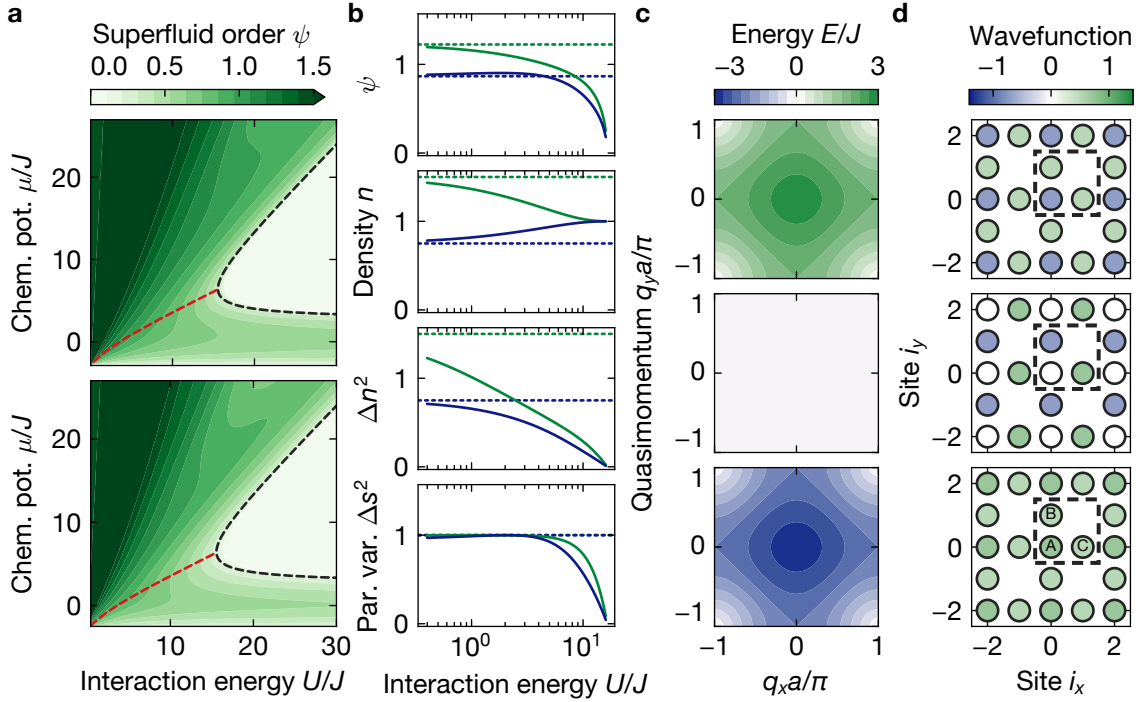 a
Superfluid order ψ
0.0 0.5 1.0 1.5
Chem. pot. μ/J
20
10
0
Chem. pot. μ/J
20
10
0
10 20 30
Interaction energy U/J
b
ψ
1
0
Density n
1
0
Δn²
1
0
Par. var. Δs²
1
0
10⁰ 10¹
Interaction energy U/J
c
Energy E/J
−3 0 3
Quasimomentum q_y a/π
1
0
−1
1
0
−1
1
0
−1
−1 0 1
q_x a/π
d
Wavefunction
−1 0 1
Site i_y
2
0
−2
2
0
−2
2
0
−2
B
A C
−2 0 2
Site i_x